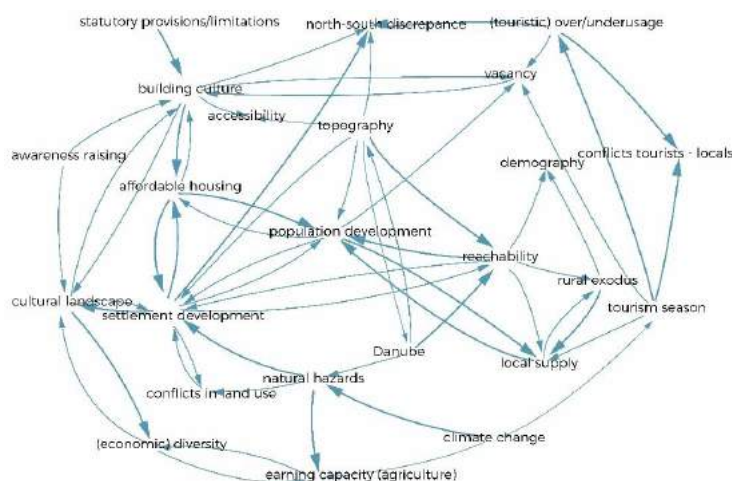 statutory provisions/limitations
north-south discrepance
(touristic) over/underusage
vacancy
building culture
accessibility
topography
awareness raising
demography
conflicts tourists - locals
affordable housing
population development
reachability
rural exodus
cultural landscape
settlement development
tourism season
Danube
local supply
natural hazards
conflicts in land use
climate change
(economic) diversity
earning capacity (agriculture)